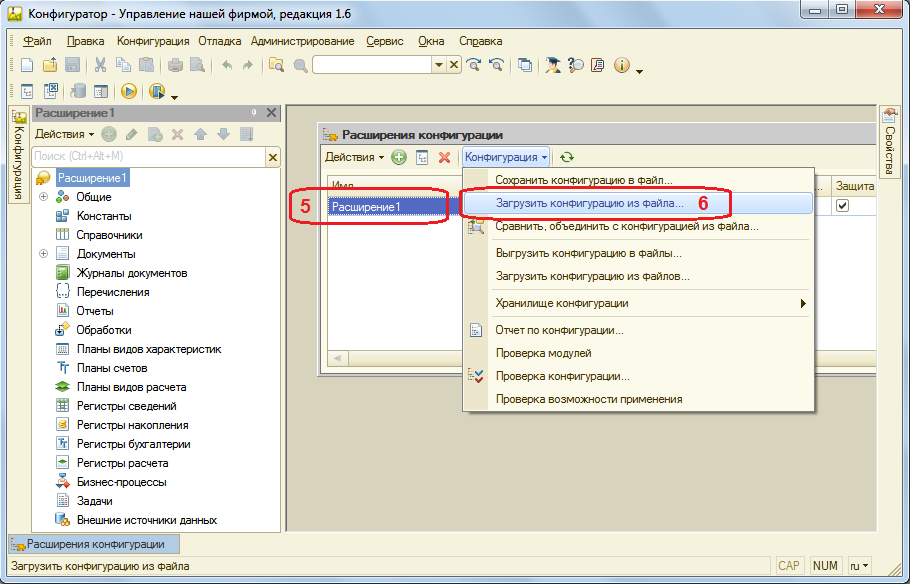 Конфигуратор - Управление нашей фирмой, редакция 1.6
Файл Правка Конфигурация Отладка Администрирование Сервис Окна Справка
Конфигурация
Расширение1
Действия
Поиск (Ctrl+Alt+M)
Расширение1
Общие
Константы
Справочники
Документы
Журналы документов
Перечисления
Отчеты
Обработки
Планы видов характеристик
Планы счетов
Планы видов расчета
Регистры сведений
Регистры накопления
Регистры бухгалтерии
Регистры расчета
Бизнес-процессы
Задачи
Внешние источники данных
Расширения конфигурации
Действия Конфигурация
Имя ... Защита
5 Расширение1
Сохранить конфигурацию в файл...
Загрузить конфигурацию из файла... 6
Сравнить, объединить с конфигурацией из файла...
Выгрузить конфигурацию в файлы...
Загрузить конфигурацию из файлов...
Хранилище конфигурации
Отчет по конфигурации...
Проверка модулей
Проверка конфигурации...
Проверка возможности применения
Свойства
Расширения конфигурации
Загрузить конфигурацию из файла CAP NUM ru